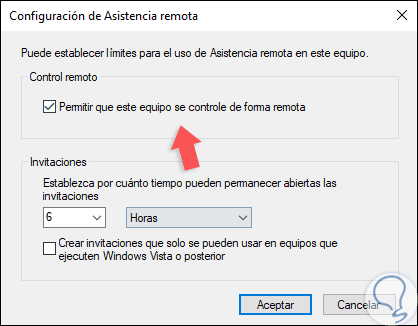 Configuración de Asistencia remota
Puede establecer límites para el uso de Asistencia remota en este equipo.
Control remoto
Permitir que este equipo se controle de forma remota
Invitaciones
Establezca por cuánto tiempo pueden permanecer abiertas las
invitaciones
6 Horas
Crear invitaciones que solo se pueden usar en equipos que
ejecuten Windows Vista o posterior
Aceptar Cancelar